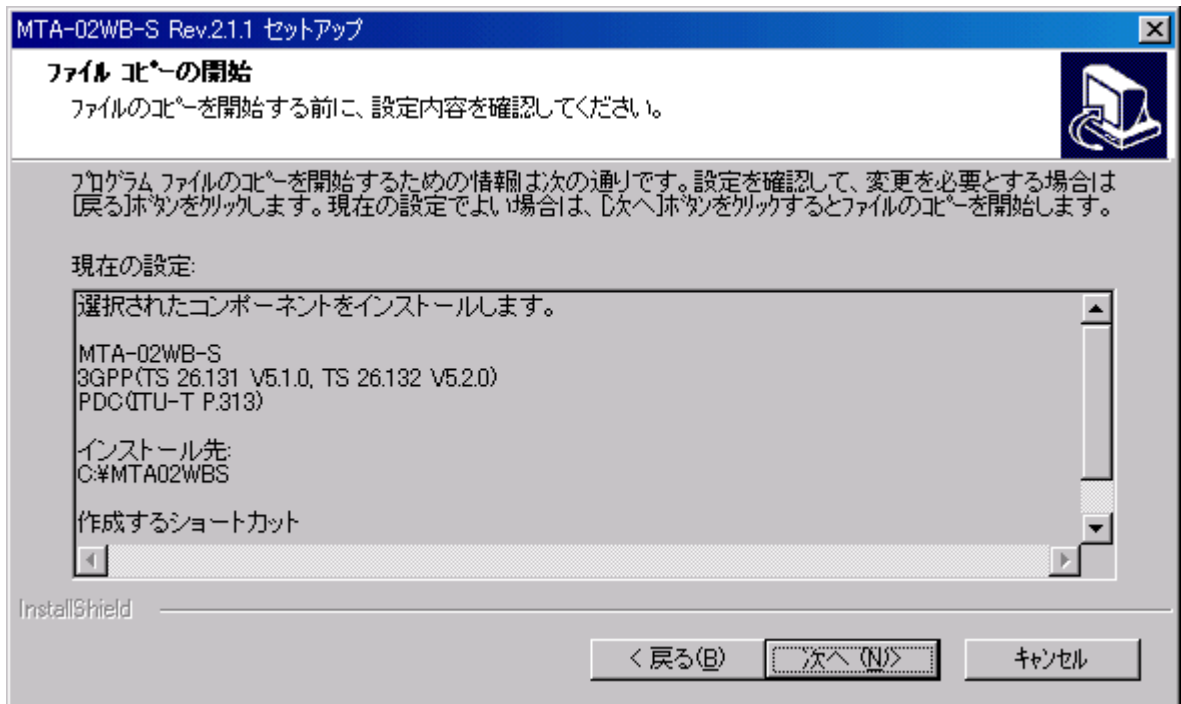 MTA-02WB-S Rev.2.1.1 セットアップ
ファイル コピーの開始
ファイルのコピーを開始する前に、設定内容を確認してください。
プログラム ファイルのコピーを開始するための情報は次の通りです。設定を確認して、変更を必要とする場合は
[戻る]ボタンをクリックします。現在の設定でよい場合は、[次へ]ボタンをクリックするとファイルのコピーを開始します。
現在の設定:
選択されたコンポーネントをインストールします。
MTA-02WB-S
3GPP(TS 26.131 V5.1.0, TS 26.132 V5.2.0)
PDC(ITU-T P.313)
インストール先:
C:¥MTA02WBS
作成するショートカット
InstallShield
< 戻る(B)
次へ (N)>
キャンセル